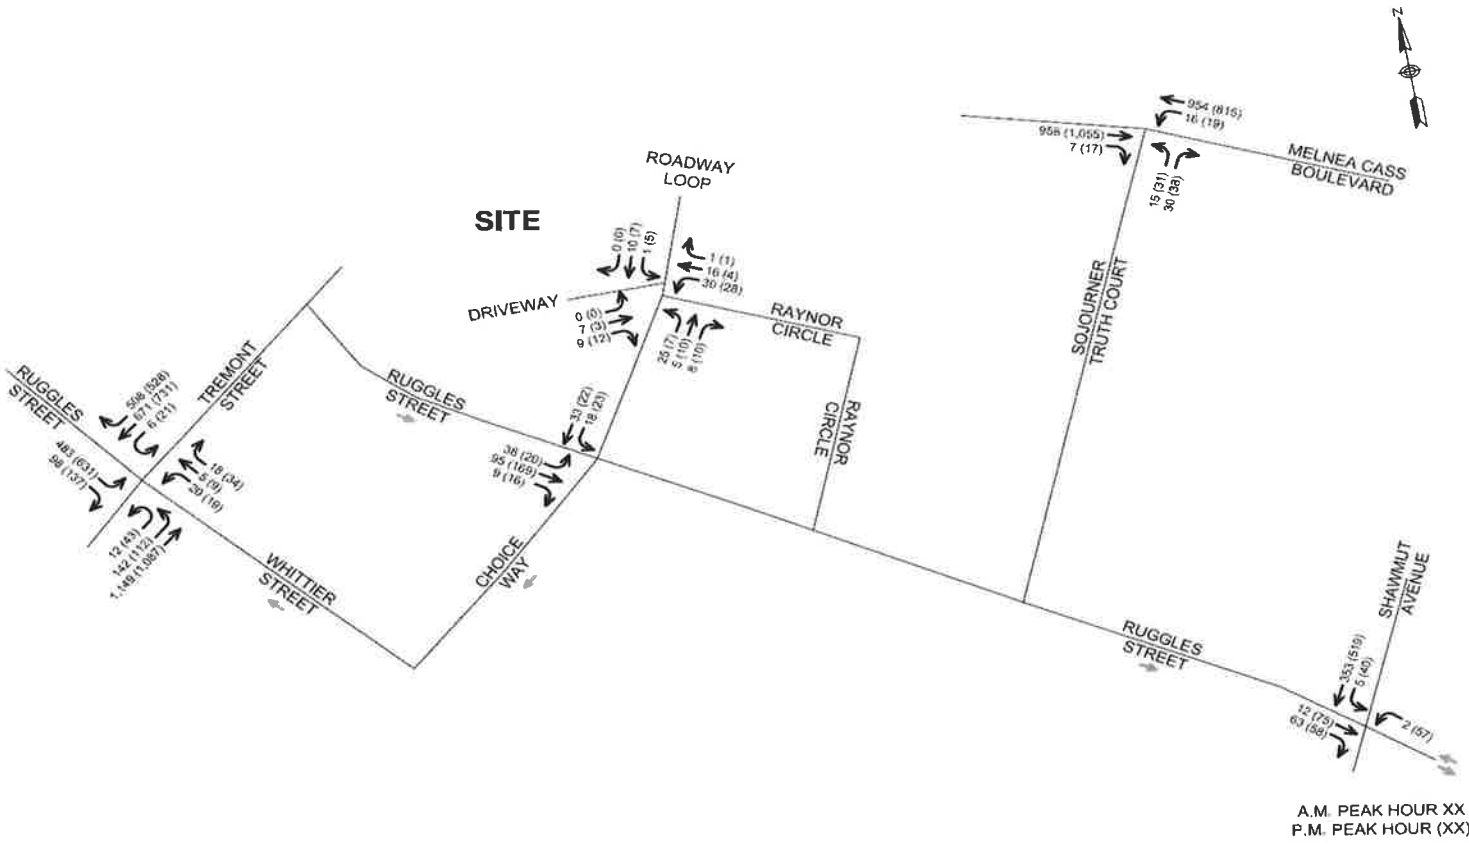 Z
954 (815)
16 (19)
958 (1,055)
7 (17)
15 (31)
30 (38)
MELNEA CASS
BOULEVARD
ROADWAY
LOOP
SITE
0 (0)
10 (7)
1 (5)
1 (1)
16 (4)
30 (28)
DRIVEWAY
0 (0)
7 (3)
9 (12)
25 (7)
5 (10)
RAYNOR
CIRCLE
RAYNOR
CIRCLE
SOJOURNER
TRUTH COURT
TREMONT
STREET
RUGGLES
STREET
508 (528)
671 (731)
6 (21)
483 (631)
98 (137)
18 (34)
5 (9)
20 (19)
12 (43)
142 (112)
1,149 (1,087)
RUGGLES
STREET
33 (22)
18 (23)
38 (20)
95 (169)
9 (16)
WHITTIER
STREET
CHOICE
WAY
RUGGLES
STREET
SHAWMUT
AVENUE
353 (519)
5 (40)
12 (75)
63 (58)
2 (57)
A.M. PEAK HOUR XX
P.M. PEAK HOUR (XX)